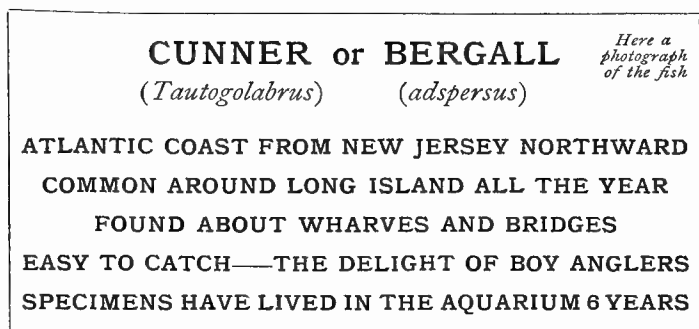 CUNNER or BERGALL
Here a
photograph
of the fish
(Tautogolabrus) (adspersus)
ATLANTIC COAST FROM NEW JERSEY NORTHWARD
COMMON AROUND LONG ISLAND ALL THE YEAR
FOUND ABOUT WHARVES AND BRIDGES
EASY TO CATCH——THE DELIGHT OF BOY ANGLERS
SPECIMENS HAVE LIVED IN THE AQUARIUM 6 YEARS